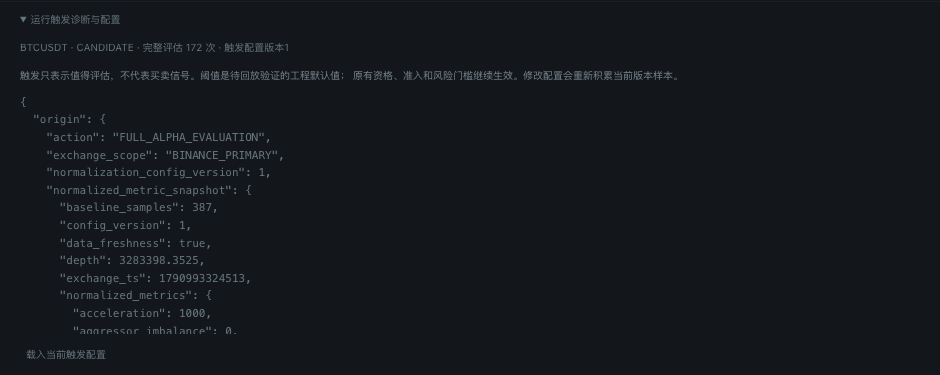 ▼ 运行触发诊断与配置
BTCUSDT · CANDIDATE · 完整评估 172 次 · 触发配置版本1
触发只表示值得评估，不代表买卖信号。阈值是待回放验证的工程默认值； 原有资格、准入和风险门槛继续生效。修改配置会重新积累当前版本样本。
{
  "origin": {
    "action": "FULL_ALPHA_EVALUATION",
    "exchange_scope": "BINANCE_PRIMARY",
    "normalization_config_version": 1,
    "normalized_metric_snapshot": {
      "baseline_samples": 387,
      "config_version": 1,
      "data_freshness": true,
      "depth": 3283398.3525,
      "exchange_ts": 1790993324513,
      "normalized_metrics": {
        "acceleration": 1000,
        "aggressor_imbalance": 0,
载入当前触发配置